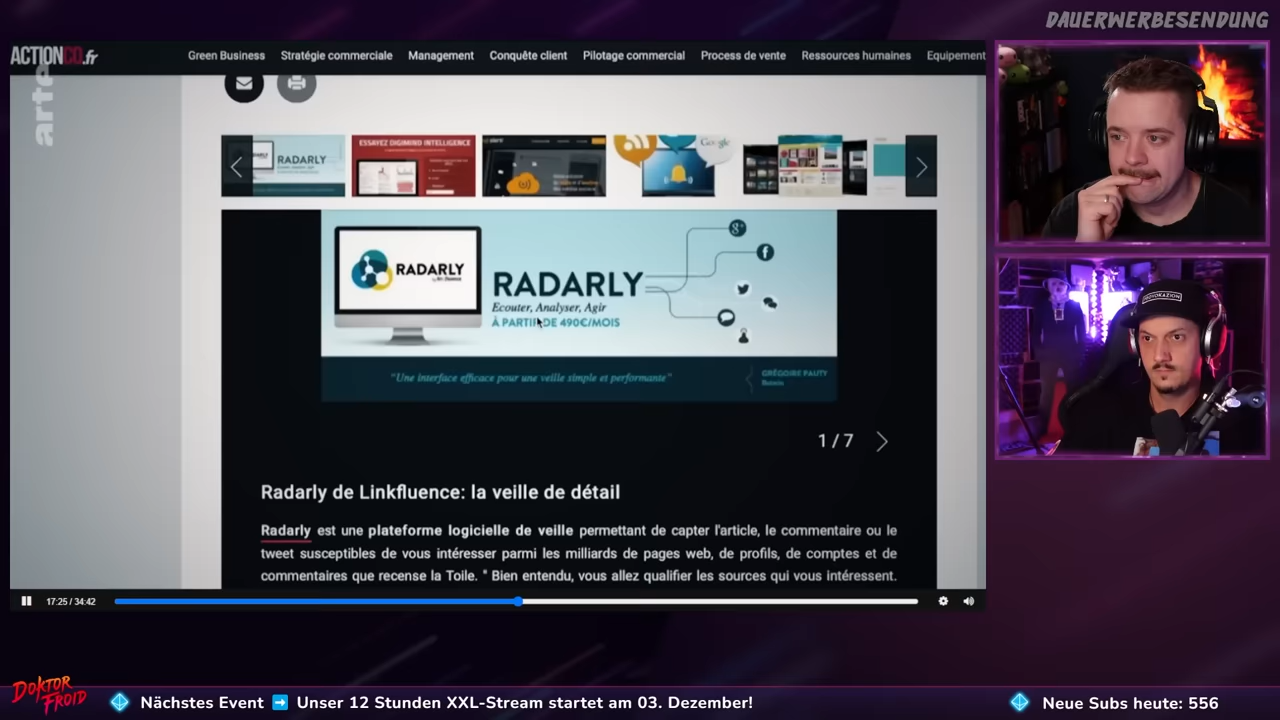 DAUERWERBESENDUNG
ACTIONCO.fr
Green Business Stratégie commerciale Management Conquête client Pilotage commercial Process de vente Ressources humaines Equipement
arte
RADARLY
ESSAYEZ DIGIMIND INTELLIGENCE
Google
RADARLY
RADARLY
Ecouter, Analyser, Agir
À PARTIR DE 490€/MOIS
"Une interface efficace pour une veille simple et performante"
GRÉGOIRE PAUTY
1 / 7
Radarly de Linkfluence: la veille de détail
Radarly est une plateforme logicielle de veille permettant de capter l'article, le commentaire ou le
tweet susceptibles de vous intéresser parmi les milliards de pages web, de profils, de comptes et de
commentaires que recense la Toile. " Bien entendu, vous allez qualifier les sources qui vous intéressent.
17:25 / 34:42
PROVOKAZION
DOKTOR
FROID
Nächstes Event ➡ Unser 12 Stunden XXL-Stream startet am 03. Dezember!
Neue Subs heute: 556